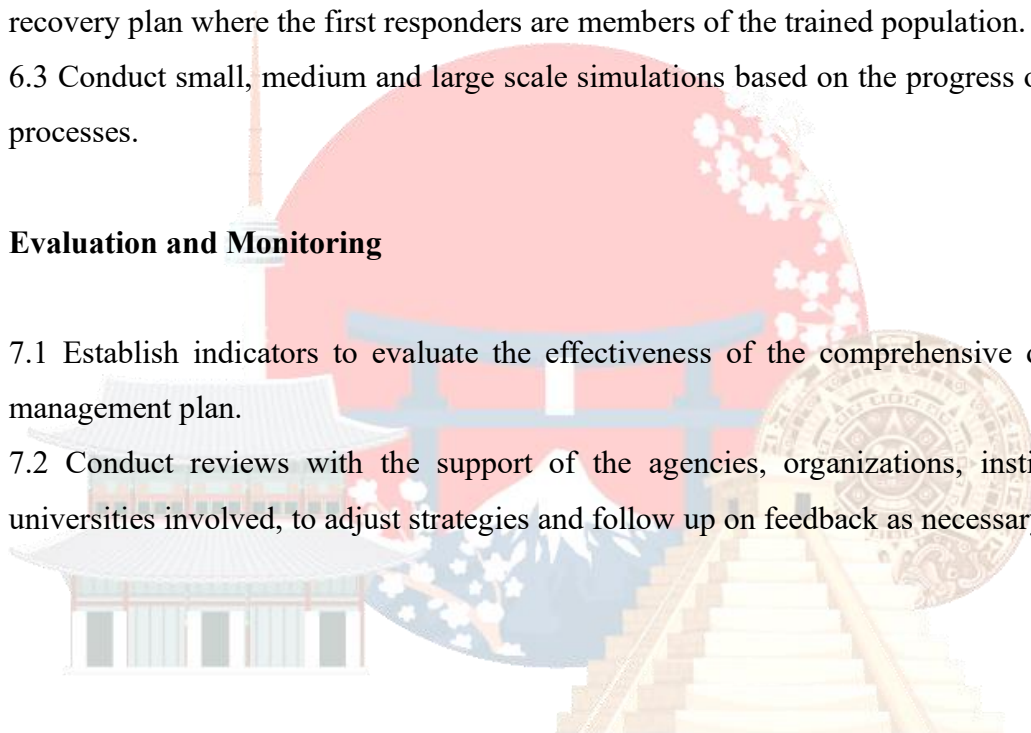 recovery plan where the first responders are members of the trained population.
6.3 Conduct small, medium and large scale simulations based on the progress
processes.
Evaluation and Monitoring
7.1 Establish indicators to evaluate the effectiveness of the comprehensive
management plan.
7.2 Conduct reviews with the support of the agencies, organizations,
universities involved, to adjust strategies and follow up on feedback as necessary